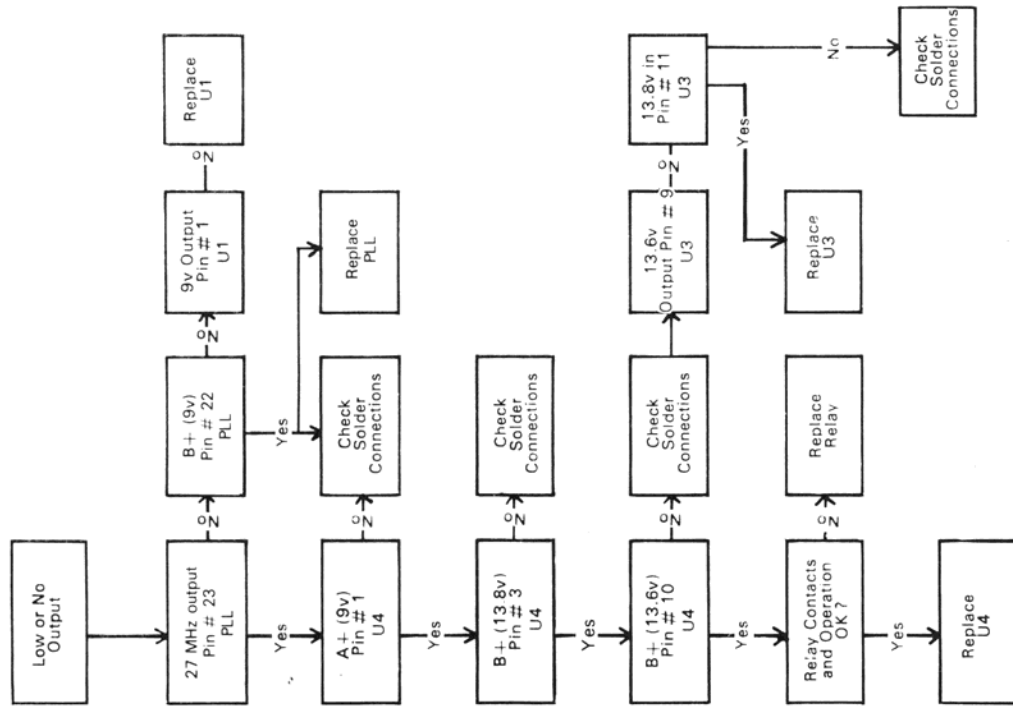 Low or No
Output
27 MHz output
Pin # 23
PLL
No
B+ (9v)
Pin # 22
PLL
No
9v Output
Pin # 1
U1
No
Replace
U1
Yes
Yes
Replace
PLL
A+ (9v)
Pin # 1
U4
No
Check
Solder
Connections
Yes
B+ (13.8v)
Pin # 3
U4
No
Check
Solder
Connections
Yes
B+ (13.6v)
Pin # 10
U4
No
Check
Solder
Connections
13.6v
Output Pin # 9
U3
No
13.8v in
Pin # 11
U3
No
Check
Solder
Connections
Yes
Replace
U3
Yes
Relay Contacts
and Operation
OK?
No
Replace
Relay
Yes
Replace
U4